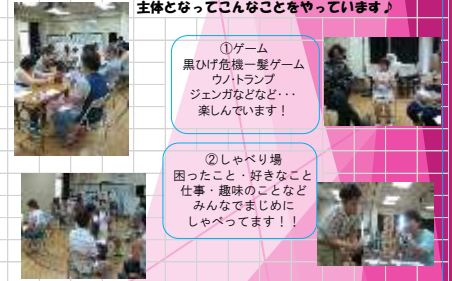 主体となってこんなことをやっています♪
①ゲーム
黒ひげ危機一髪ゲーム
ウノ・トランプ
ジェンガなどなど・・・
楽しんでいます！
②しゃべり場
困ったこと・好きなこと
仕事・趣味のことなど
みんなでまじめに
しゃべってます！！